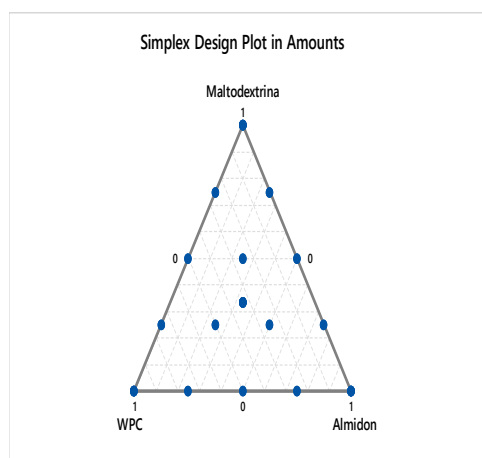 Simplex Design Plot in Amounts
Maltodextrina
1
0 0
1 0 1
WPC Almidon